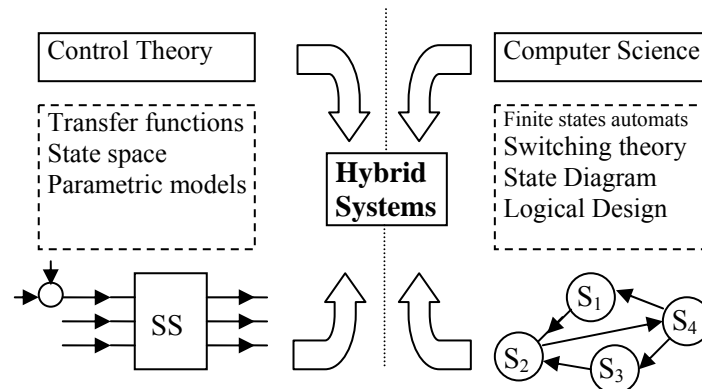 Control Theory
Transfer functions
State space
Parametric models
SS
Hybrid
Systems
Computer Science
Finite states automats
Switching theory
State Diagram
Logical Design
S1
S4
S2
S3